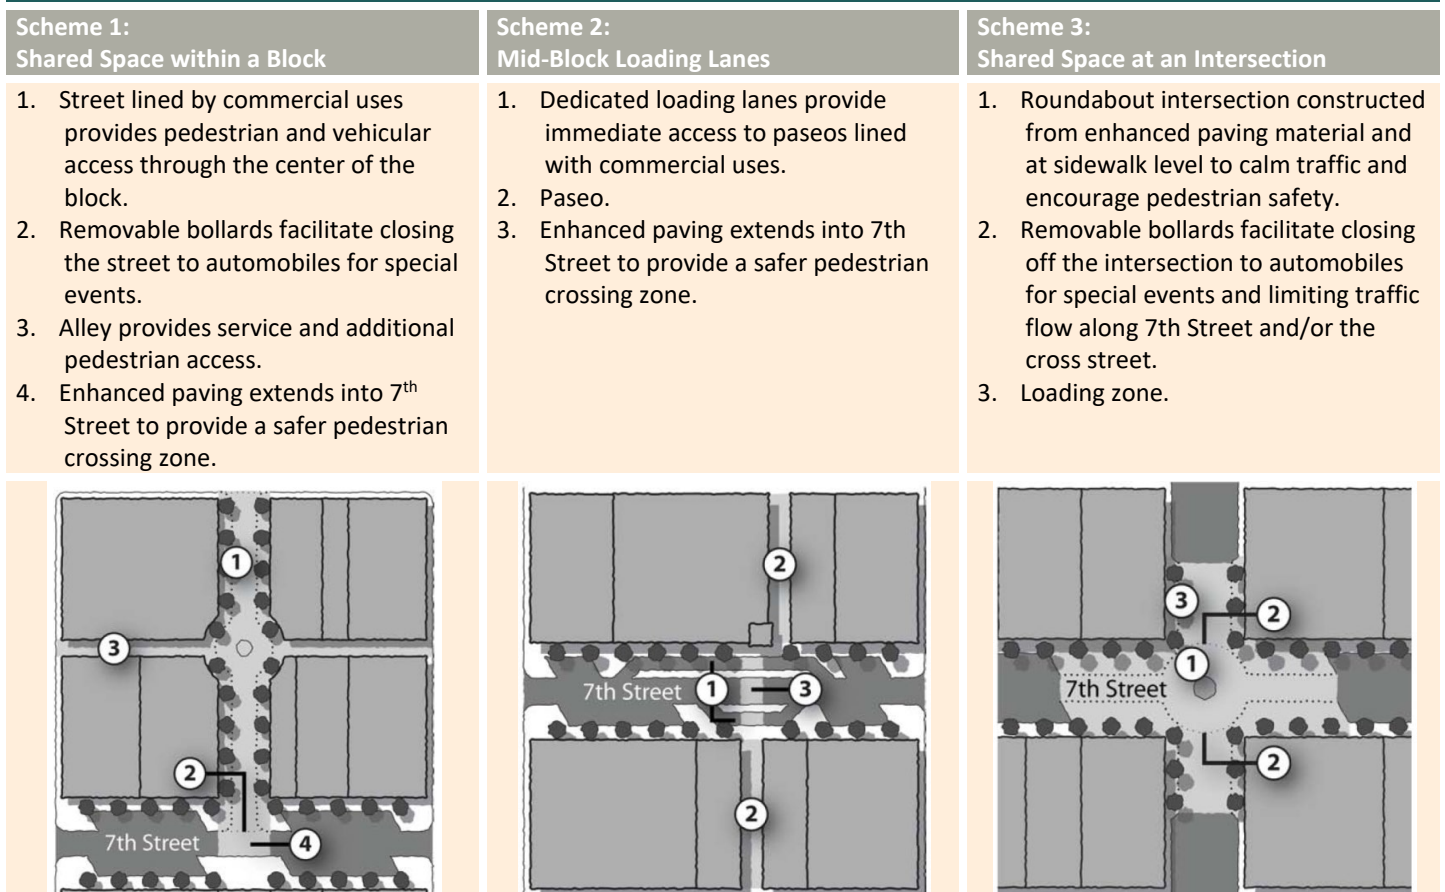 Scheme 1:
Shared Space within a Block
1. Street lined by commercial uses
provides pedestrian and vehicular
access through the center of the
block.
2. Removable bollards facilitate closing
the street to automobiles for special
events.
3. Alley provides service and additional
pedestrian access.
4. Enhanced paving extends into 7th
Street to provide a safer pedestrian
crossing zone.
Scheme 2:
Mid-Block Loading Lanes
1. Dedicated loading lanes provide
immediate access to paseos lined
with commercial uses.
2. Paseo.
3. Enhanced paving extends into 7th
Street to provide a safer pedestrian
crossing zone.
Scheme 3:
Shared Space at an Intersection
1. Roundabout intersection constructed
from enhanced paving material and
at sidewalk level to calm traffic and
encourage pedestrian safety.
2. Removable bollards facilitate closing
off the intersection to automobiles
for special events and limiting traffic
flow along 7th Street and/or the
cross street.
3. Loading zone.
1
3
2
7th Street
4
2
7th Street
1
3
2
3
2
1
7th Street
2